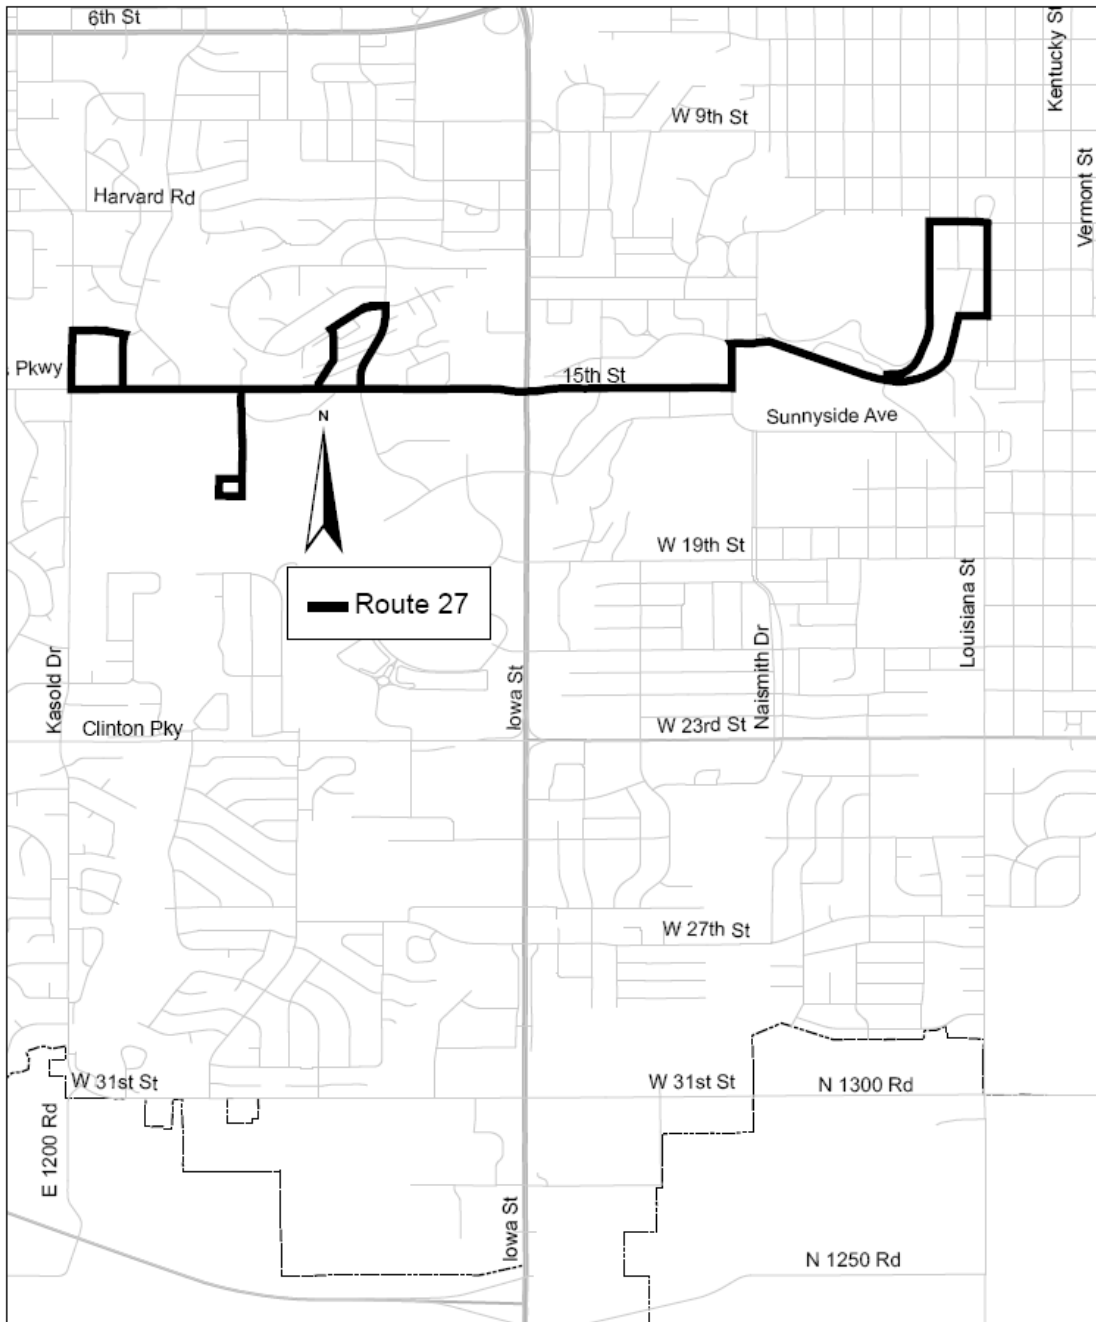 6th St
Kentucky St
W 9th St
Vermont St
Harvard Rd
Pkwy
15th St
Sunnyside Ave
N
W 19th St
Route 27
Louisiana St
Kasold Dr
Iowa St
Naismith Dr
Clinton Pky
W 23rd St
W 27th St
W 31st St
W 31st St
N 1300 Rd
E 1200 Rd
Iowa St
N 1250 Rd